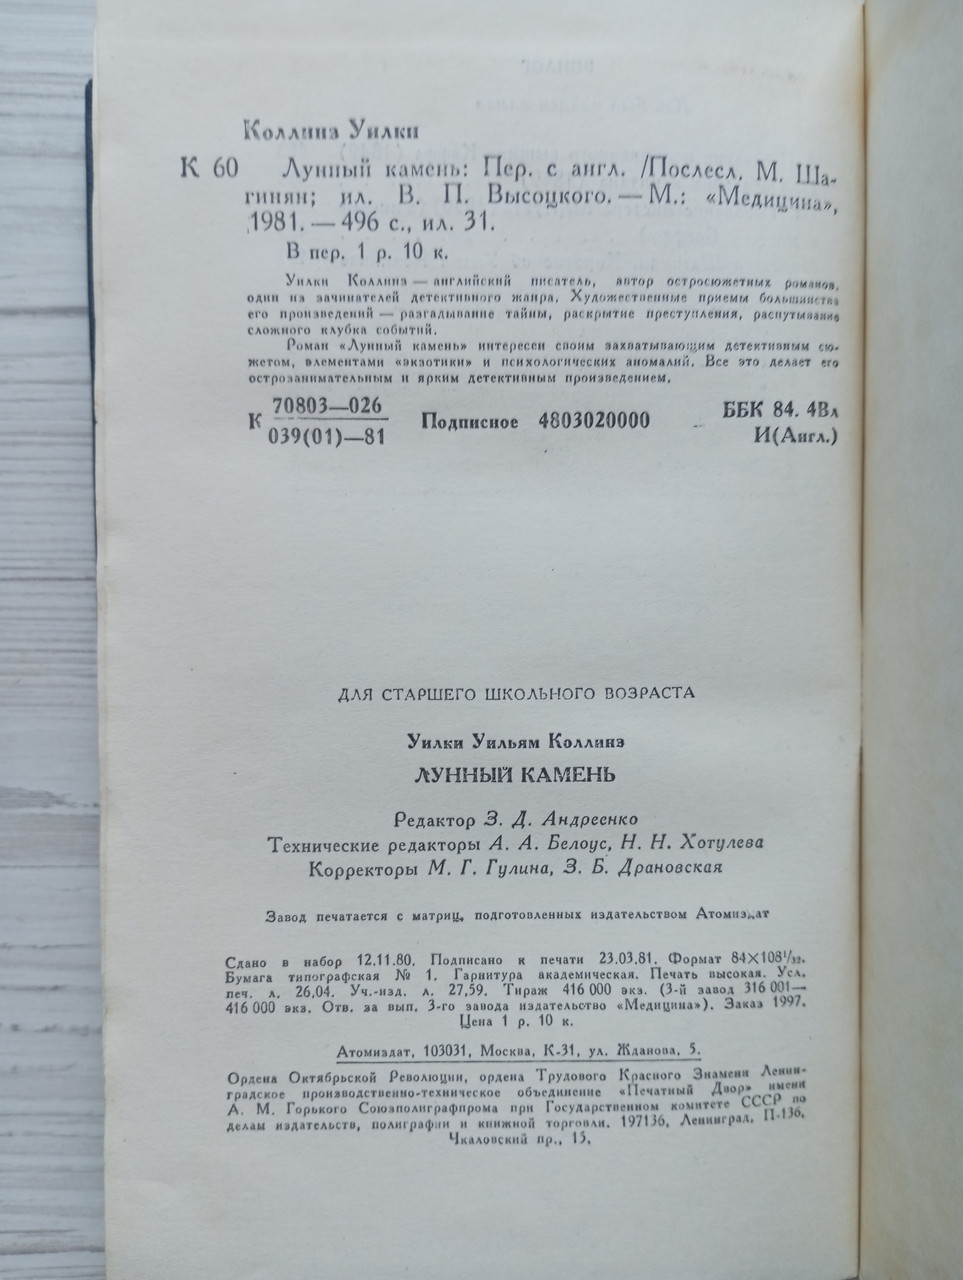 Коллинз Уилки
К 60 Лунный камень: Пер. с англ. /Послесл. М. Ша-
гинян; ил. В. П. Высоцкого. — М.: «Медицина»,
1981. — 496 с., ил. 31.
В пер. 1 р. 10 к.
Уилки Коллинз — английский писатель, автор остросюжетных романов,
один из зачинателей детективного жанра. Художественные приемы большинства
его произведений — разгадывание тайны, раскрытие преступления, распутывание
сложного клубка событий.
Роман «Лунный камень» интересен своим захватывающим детективным сю-
жетом, элементами «экзотики» и психологических аномалий. Все это делает его
острозанимательным и ярким детективным произведением.
К 70803—026
039(01)—81
Подписное 4803020000
ББК 84. 4Вл
И(Англ.)
ДЛЯ СТАРШЕГО ШКОЛЬНОГО ВОЗРАСТА
Уилки Уильям Коллинз
ЛУННЫЙ КАМЕНЬ
Редактор З. Д. Андреенко
Технические редакторы А. А. Белоус, Н. Н. Хотулева
Корректоры М. Г. Гулина, З. Б. Драновская
Завод печатается с матриц, подготовленных издательством Атомиздат
Сдано в набор 12.11.80. Подписано к печати 23.03.81. Формат 84×108¹/₃₂.
Бумага типографская № 1. Гарнитура академическая. Печать высокая. Усл.
печ. л. 26,04. Уч.-изд. л. 27,59. Тираж 416 000 экз. (3-й завод 316 001—
416 000 экз. Отв. за вып. 3-го завода издательство «Медицина»). Заказ 1997.
Цена 1 р. 10 к.
Атомиздат, 103031, Москва, К-31, ул. Жданова, 5.
Ордена Октябрьской Революции, ордена Трудового Красного Знамени Ленин-
градское производственно-техническое объединение «Печатный Двор» имени
А. М. Горького Союзполиграфпрома при Государственном комитете СССР по
делам издательств, полиграфии и книжной торговли. 197136, Ленинград, П-136,
Чкаловский пр., 15.